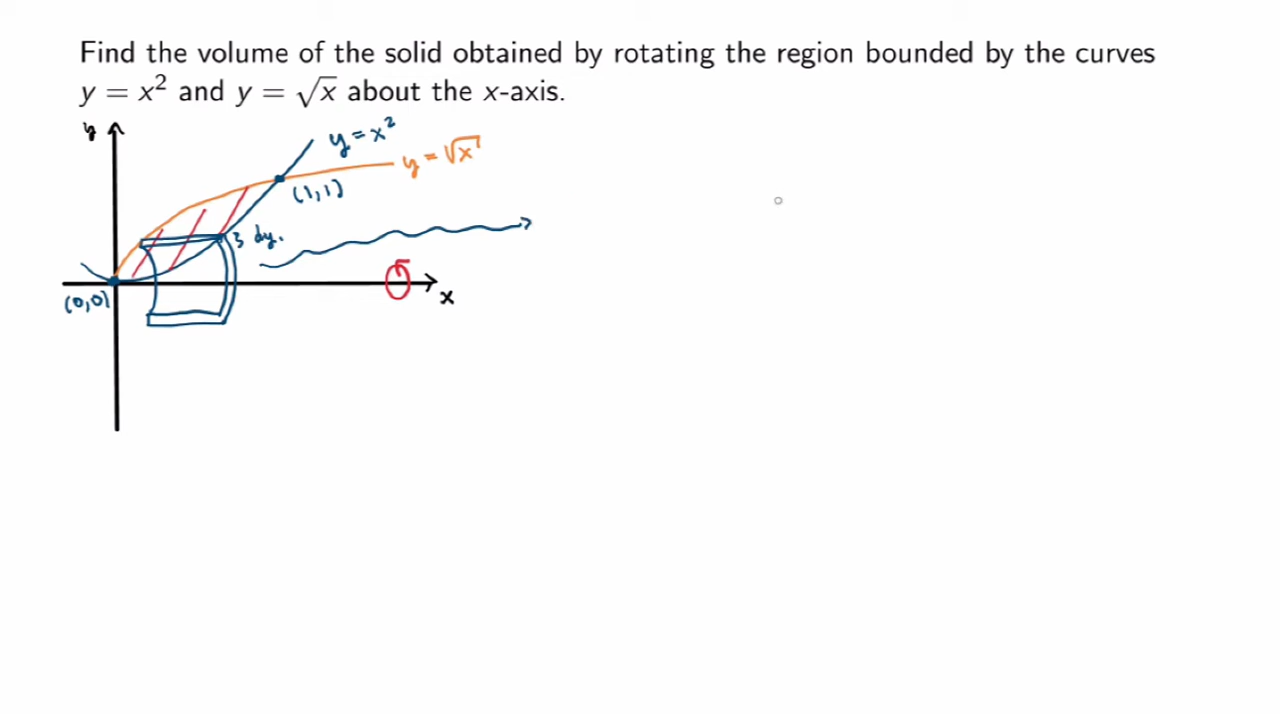 Find the volume of the solid obtained by rotating the region bounded by the curves
y = x² and y = √x about the x-axis.
y
y = x²
y = √x
(1,1)
dy.
(0,0)
x